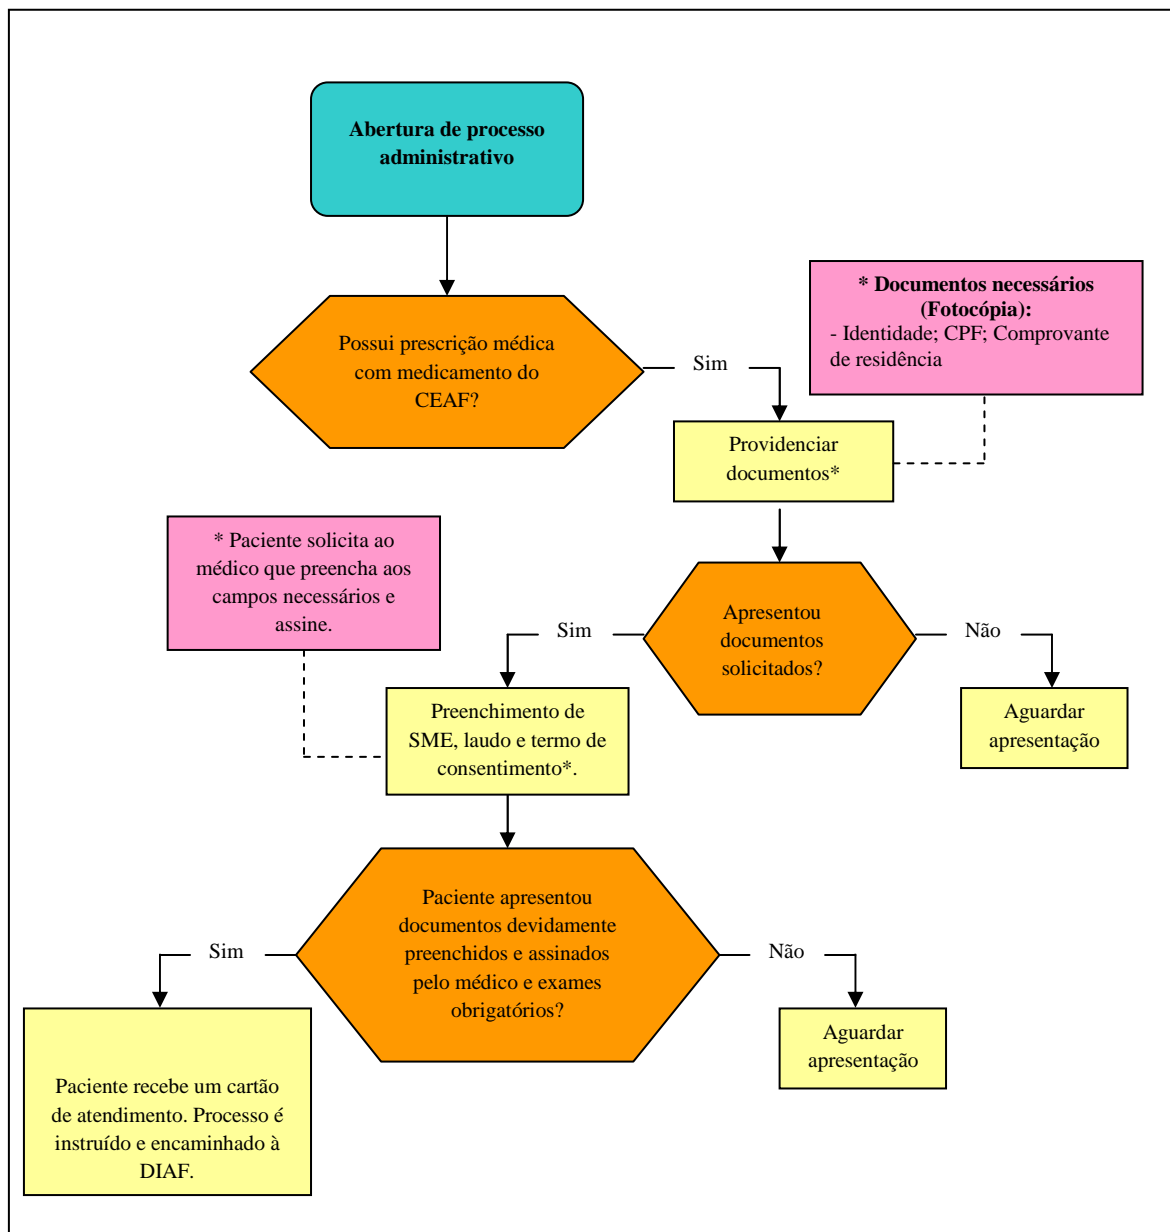 Abertura de processo
administrativo
* Documentos necessários
(Fotocópia):
- Identidade; CPF; Comprovante
de residência
Possui prescrição médica
com medicamento do
CEAF?
Sim
Providenciar
documentos*
* Paciente solicita ao
médico que preencha aos
campos necessários e
assine.
Apresentou
documentos
solicitados?
Sim
Não
Preenchimento de
SME, laudo e termo de
consentimento*.
Aguardar
apresentação
Paciente apresentou
documentos devidamente
preenchidos e assinados
pelo médico e exames
obrigatórios?
Sim
Não
Aguardar
apresentação
Paciente recebe um cartão
de atendimento. Processo é
instruído e encaminhado à
DIAF.